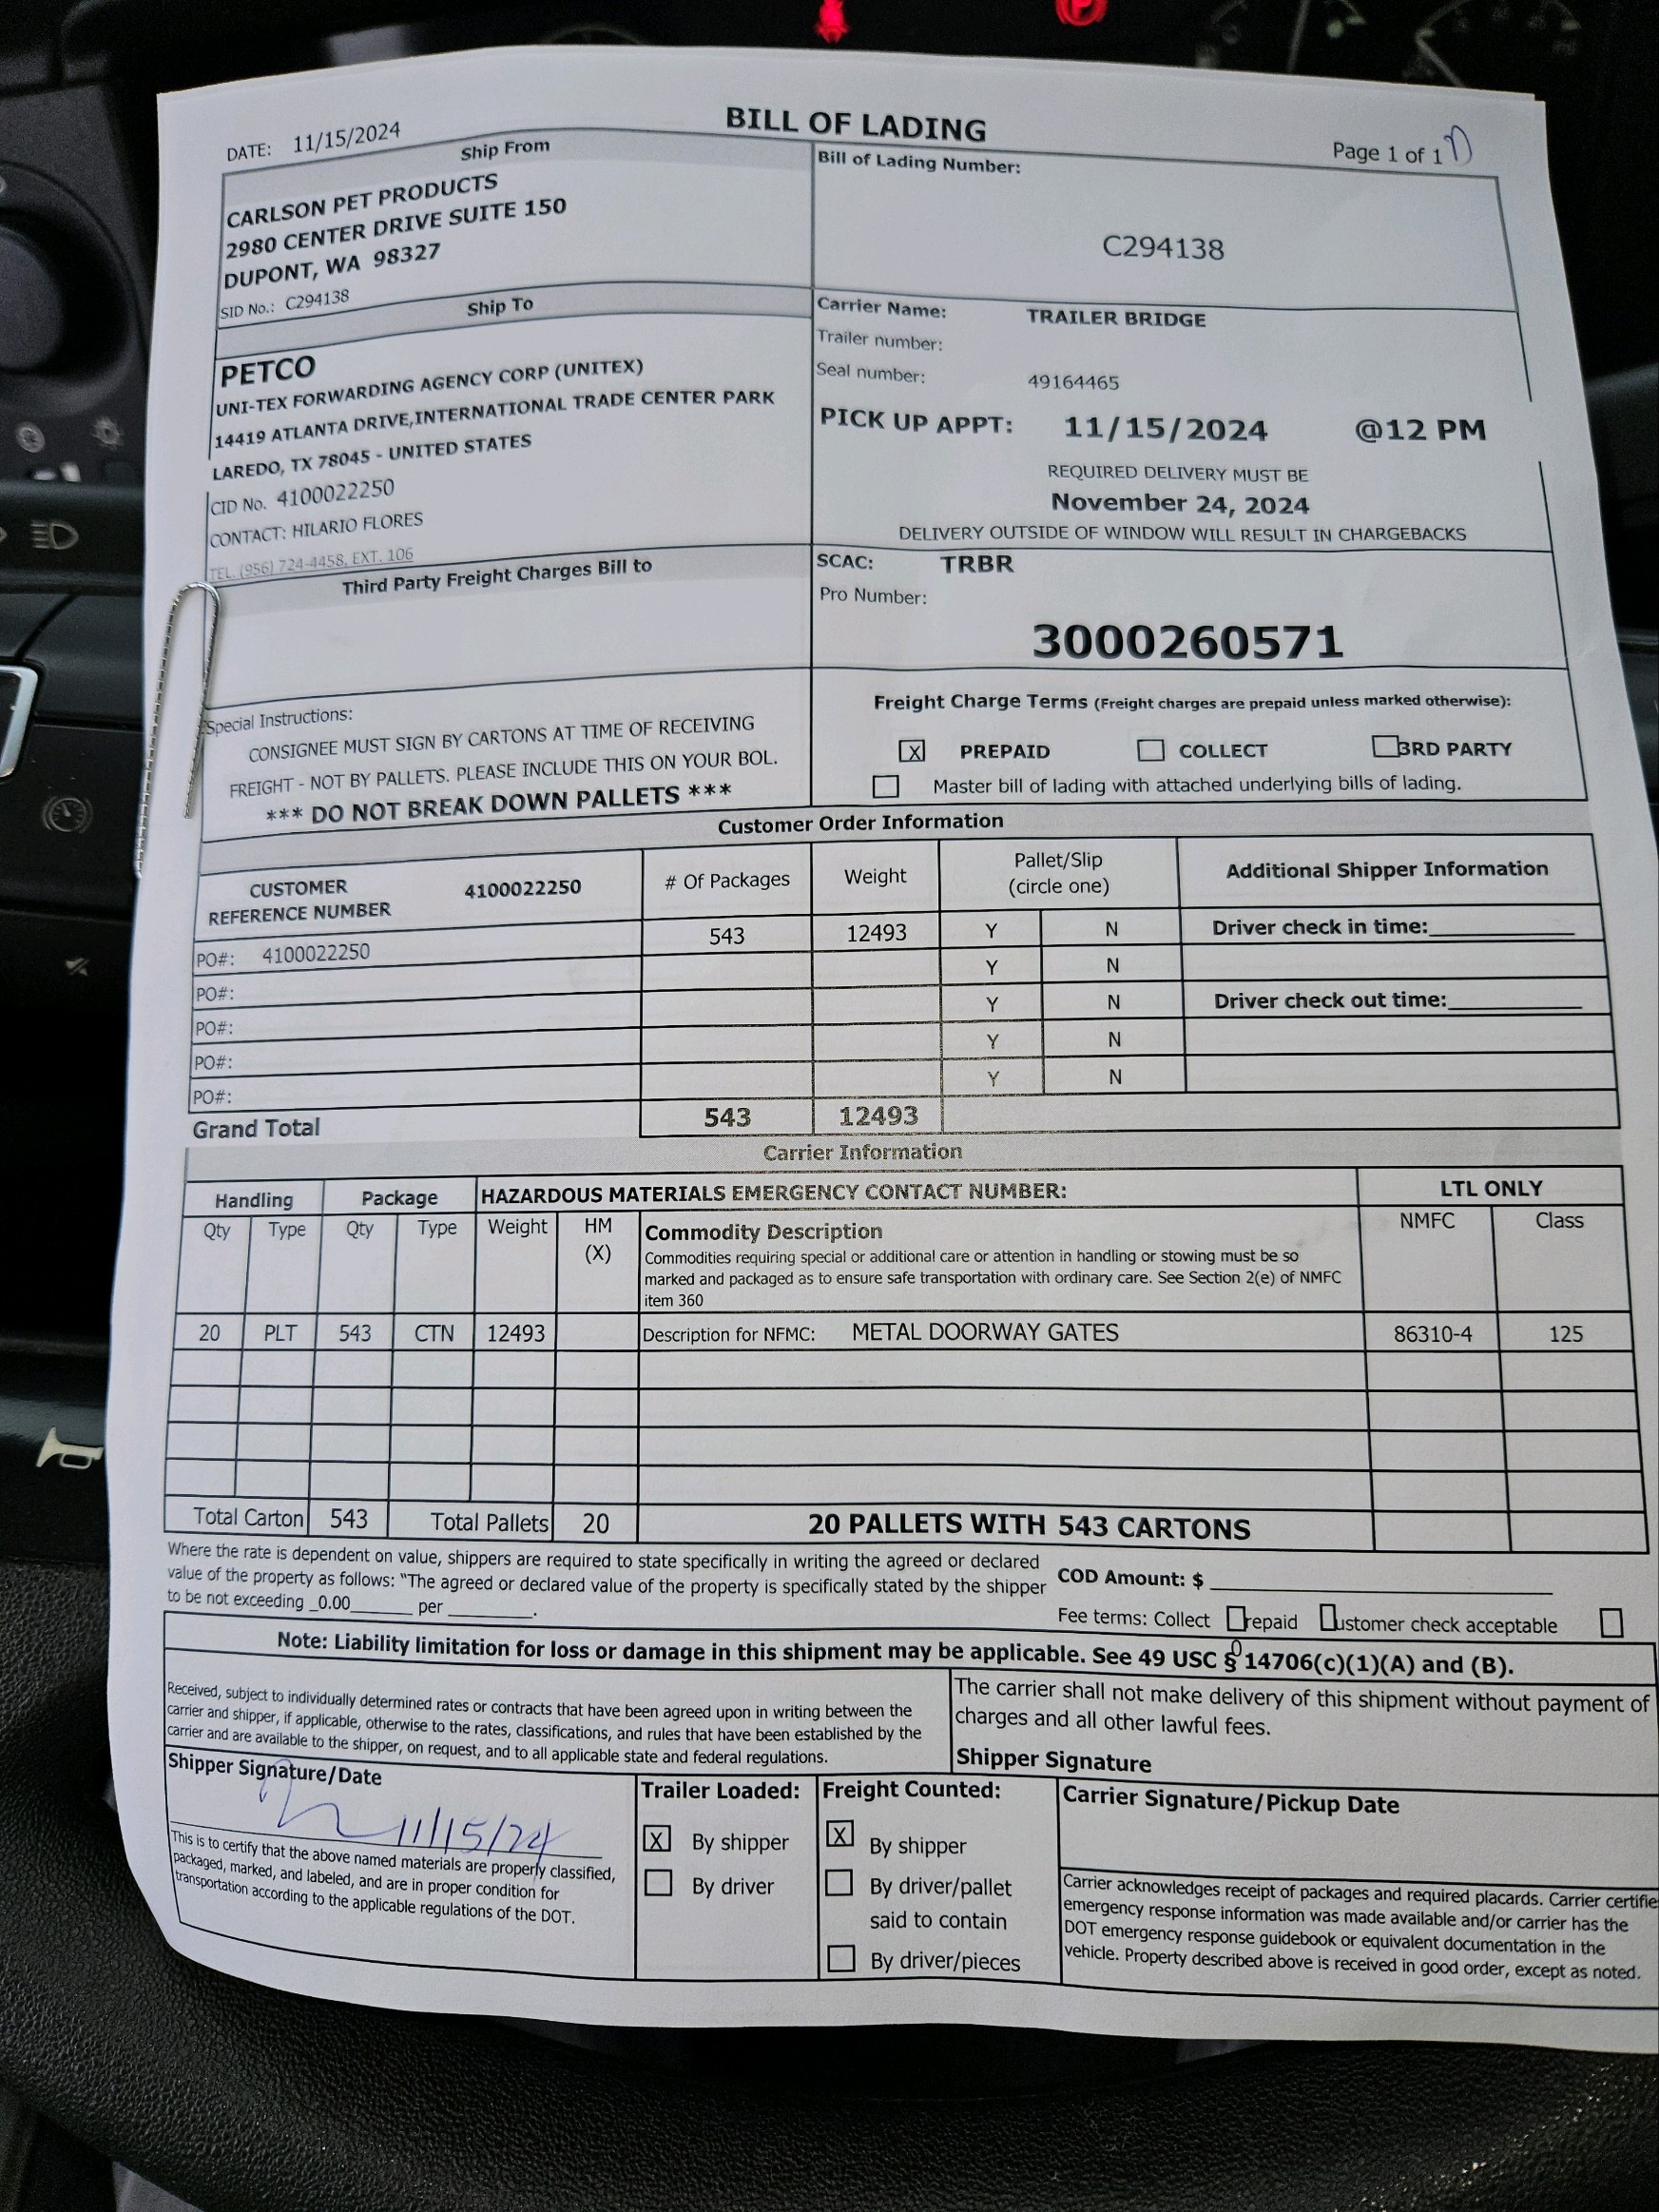 BILL OF LADING
DATE: 11/15/2024
Page 1 of 1
Ship From
CARLSON PET PRODUCTS
2980 CENTER DRIVE SUITE 150
DUPONT, WA 98327
SID No.: C294138
Bill of Lading Number:
C294138
Ship To
PETCO
UNI-TEX FORWARDING AGENCY CORP (UNITEX)
14419 ATLANTA DRIVE,INTERNATIONAL TRADE CENTER PARK
LAREDO, TX 78045 - UNITED STATES
CID No. 4100022250
CONTACT: HILARIO FLORES
TEL. (956) 724-4458, EXT. 106
Carrier Name: TRAILER BRIDGE
Trailer number:
Seal number: 49164465
PICK UP APPT: 11/15/2024 @12 PM
REQUIRED DELIVERY MUST BE
November 24, 2024
DELIVERY OUTSIDE OF WINDOW WILL RESULT IN CHARGEBACKS
Third Party Freight Charges Bill to
SCAC: TRBR
Pro Number:
3000260571
Special Instructions:
CONSIGNEE MUST SIGN BY CARTONS AT TIME OF RECEIVING
FREIGHT - NOT BY PALLETS. PLEASE INCLUDE THIS ON YOUR BOL.
*** DO NOT BREAK DOWN PALLETS ***
Freight Charge Terms (Freight charges are prepaid unless marked otherwise):
X PREPAID COLLECT 3RD PARTY
Master bill of lading with attached underlying bills of lading.
Customer Order Information
CUSTOMER
REFERENCE NUMBER 4100022250
# Of Packages
Weight
Pallet/Slip
(circle one)
Additional Shipper Information
PO#: 4100022250 543 12493 Y N Driver check in time:
PO#: Y N
PO#: Y N Driver check out time:
PO#: Y N
PO#: Y N
Grand Total 543 12493
Carrier Information
Handling Package HAZARDOUS MATERIALS EMERGENCY CONTACT NUMBER: LTL ONLY
Qty Type Qty Type Weight HM
(X)
Commodity Description
Commodities requiring special or additional care or attention in handling or stowing must be so
marked and packaged as to ensure safe transportation with ordinary care. See Section 2(e) of NMFC
item 360
NMFC Class
20 PLT 543 CTN 12493 Description for NFMC: METAL DOORWAY GATES 86310-4 125
Total Carton 543 Total Pallets 20 20 PALLETS WITH 543 CARTONS
Where the rate is dependent on value, shippers are required to state specifically in writing the agreed or declared
value of the property as follows: "The agreed or declared value of the property is specifically stated by the shipper
to be not exceeding _0.00______ per ________.
COD Amount: $
Fee terms: Collect repaid ustomer check acceptable
Note: Liability limitation for loss or damage in this shipment may be applicable. See 49 USC § 14706(c)(1)(A) and (B).
Received, subject to individually determined rates or contracts that have been agreed upon in writing between the
carrier and shipper, if applicable, otherwise to the rates, classifications, and rules that have been established by the
carrier and are available to the shipper, on request, and to all applicable state and federal regulations.
The carrier shall not make delivery of this shipment without payment of
charges and all other lawful fees.
Shipper Signature
Shipper Signature/Date
11/15/24
This is to certify that the above named materials are properly classified,
packaged, marked, and labeled, and are in proper condition for
transportation according to the applicable regulations of the DOT.
Trailer Loaded:
X By shipper
By driver
Freight Counted:
X By shipper
By driver/pallet
said to contain
By driver/pieces
Carrier Signature/Pickup Date
Carrier acknowledges receipt of packages and required placards. Carrier certifie
emergency response information was made available and/or carrier has the
DOT emergency response guidebook or equivalent documentation in the
vehicle. Property described above is received in good order, except as noted.